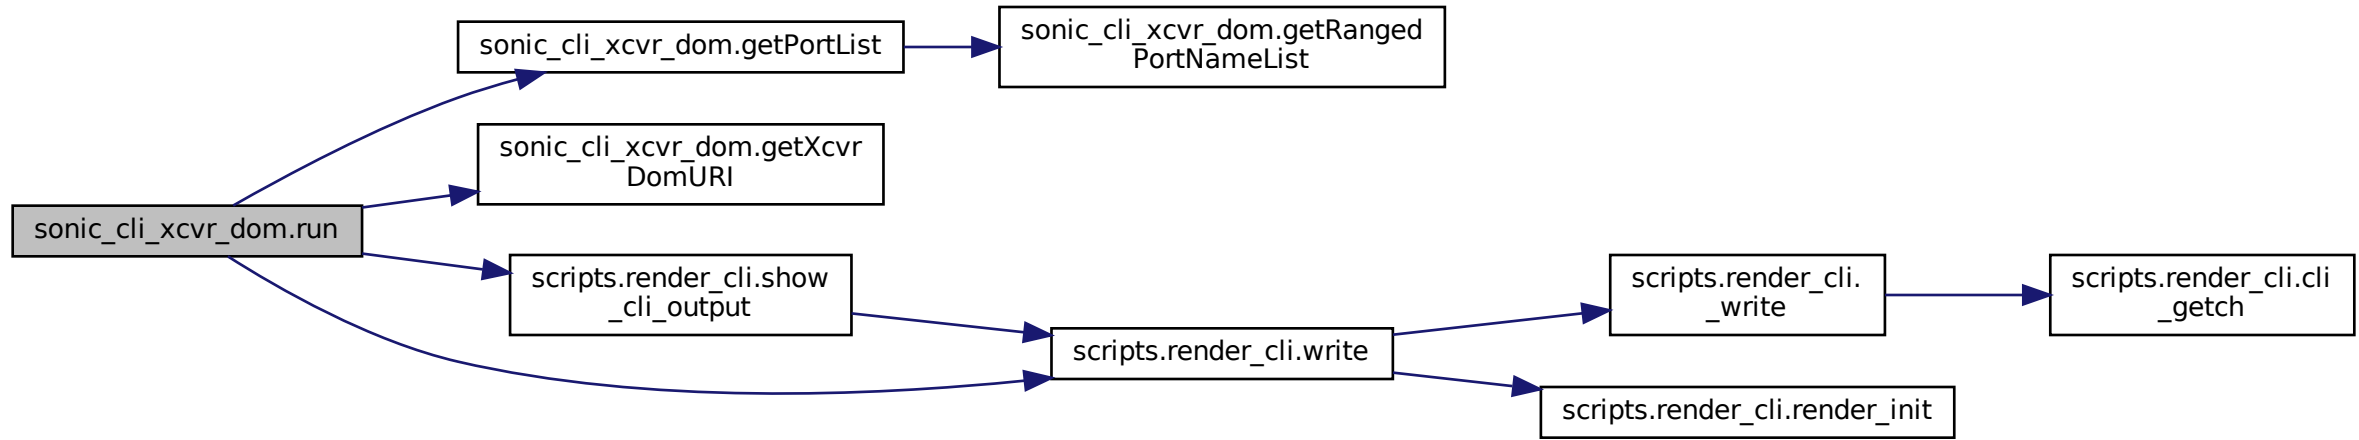 sonic_cli_xcvr_dom.run
sonic_cli_xcvr_dom.getPortList
sonic_cli_xcvr_dom.getRanged
PortNameList
sonic_cli_xcvr_dom.getXcvr
DomURI
scripts.render_cli.show
_cli_output
scripts.render_cli.write
scripts.render_cli.
_write
scripts.render_cli.cli
_getch
scripts.render_cli.render_init